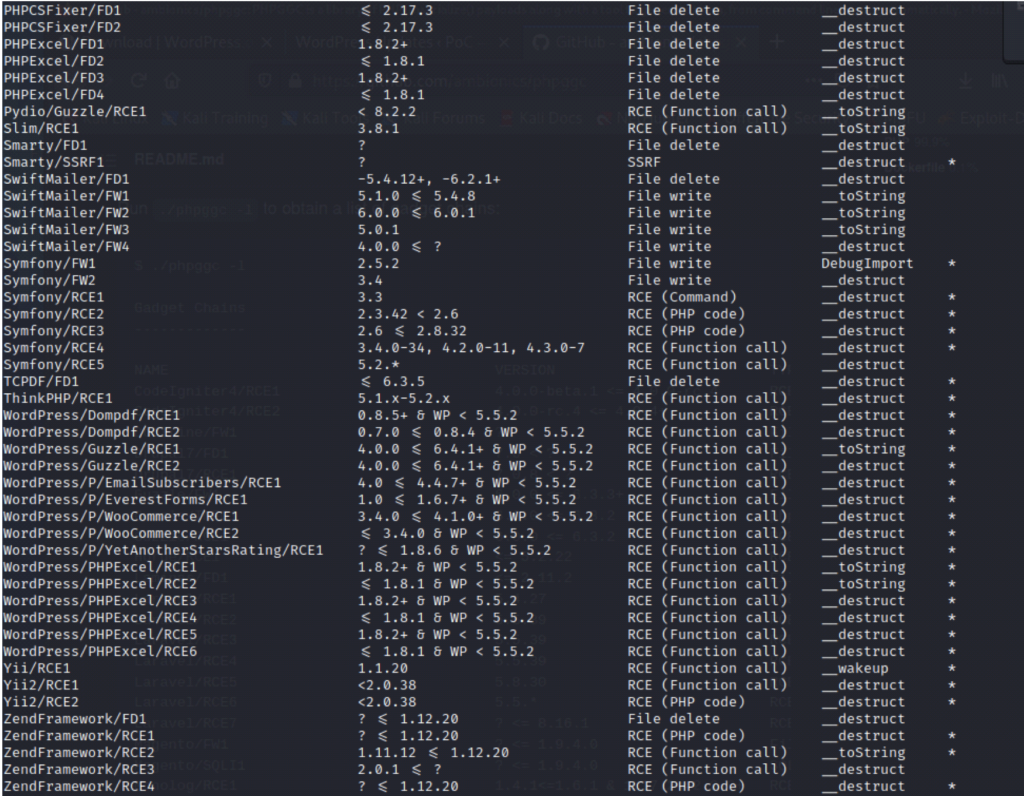 PHPCSFixer/FD1 ⩽ 2.17.3 File delete __destruct
PHPCSFixer/FD2 ⩽ 2.17.3 File delete __destruct
PHPExcel/FD1 1.8.2+ File delete __destruct
PHPExcel/FD2 ⩽ 1.8.1 File delete __destruct
PHPExcel/FD3 1.8.2+ File delete __destruct
PHPExcel/FD4 ⩽ 1.8.1 File delete __destruct
Pydio/Guzzle/RCE1 < 8.2.2 RCE (Function call) __toString
Slim/RCE1 3.8.1 RCE (Function call) __toString
Smarty/FD1 ? File delete __destruct
Smarty/SSRF1 ? SSRF __destruct *
SwiftMailer/FD1 -5.4.12+, -6.2.1+ File delete __destruct
SwiftMailer/FW1 5.1.0 ⩽ 5.4.8 File write __toString
SwiftMailer/FW2 6.0.0 ⩽ 6.0.1 File write __toString
SwiftMailer/FW3 5.0.1 File write __toString
SwiftMailer/FW4 4.0.0 ⩽ ? File write __destruct
Symfony/FW1 2.5.2 File write DebugImport *
Symfony/FW2 3.4 File write __destruct
Symfony/RCE1 3.3 RCE (Command) __destruct *
Symfony/RCE2 2.3.42 < 2.6 RCE (PHP code) __destruct *
Symfony/RCE3 2.6 ⩽ 2.8.32 RCE (PHP code) __destruct *
Symfony/RCE4 3.4.0-34, 4.2.0-11, 4.3.0-7 RCE (Function call) __destruct *
Symfony/RCE5 5.2.* RCE (Function call) __destruct
TCPDF/FD1 ⩽ 6.3.5 File delete __destruct *
ThinkPHP/RCE1 5.1.x-5.2.x RCE (Function call) __destruct *
WordPress/Dompdf/RCE1 0.8.5+ & WP < 5.5.2 RCE (Function call) __destruct *
WordPress/Dompdf/RCE2 0.7.0 ⩽ 0.8.4 & WP < 5.5.2 RCE (Function call) __destruct *
WordPress/Guzzle/RCE1 4.0.0 ⩽ 6.4.1+ & WP < 5.5.2 RCE (Function call) __toString *
WordPress/Guzzle/RCE2 4.0.0 ⩽ 6.4.1+ & WP < 5.5.2 RCE (Function call) __destruct *
WordPress/P/EmailSubscribers/RCE1 4.0 ⩽ 4.4.7+ & WP < 5.5.2 RCE (Function call) __destruct *
WordPress/P/EverestForms/RCE1 1.0 ⩽ 1.6.7+ & WP < 5.5.2 RCE (Function call) __destruct *
WordPress/P/WooCommerce/RCE1 3.4.0 ⩽ 4.1.0+ & WP < 5.5.2 RCE (Function call) __destruct *
WordPress/P/WooCommerce/RCE2 ⩽ 3.4.0 & WP < 5.5.2 RCE (Function call) __destruct *
WordPress/P/YetAnotherStarsRating/RCE1 ? ⩽ 1.8.6 & WP < 5.5.2 RCE (Function call) __destruct *
WordPress/PHPExcel/RCE1 1.8.2+ & WP < 5.5.2 RCE (Function call) __toString *
WordPress/PHPExcel/RCE2 ⩽ 1.8.1 & WP < 5.5.2 RCE (Function call) __toString *
WordPress/PHPExcel/RCE3 1.8.2+ & WP < 5.5.2 RCE (Function call) __destruct *
WordPress/PHPExcel/RCE4 ⩽ 1.8.1 & WP < 5.5.2 RCE (Function call) __destruct *
WordPress/PHPExcel/RCE5 1.8.2+ & WP < 5.5.2 RCE (Function call) __destruct *
WordPress/PHPExcel/RCE6 ⩽ 1.8.1 & WP < 5.5.2 RCE (Function call) __destruct *
Yii/RCE1 1.1.20 RCE (Function call) __wakeup *
Yii2/RCE1 <2.0.38 RCE (Function call) __destruct *
Yii2/RCE2 <2.0.38 RCE (PHP code) __destruct *
ZendFramework/FD1 ? ⩽ 1.12.20 File delete __destruct
ZendFramework/RCE1 ? ⩽ 1.12.20 RCE (PHP code) __destruct *
ZendFramework/RCE2 1.11.12 ⩽ 1.12.20 RCE (Function call) __toString *
ZendFramework/RCE3 2.0.1 ⩽ ? RCE (Function call) __destruct
ZendFramework/RCE4 ? ⩽ 1.12.20 RCE (PHP code) __destruct *